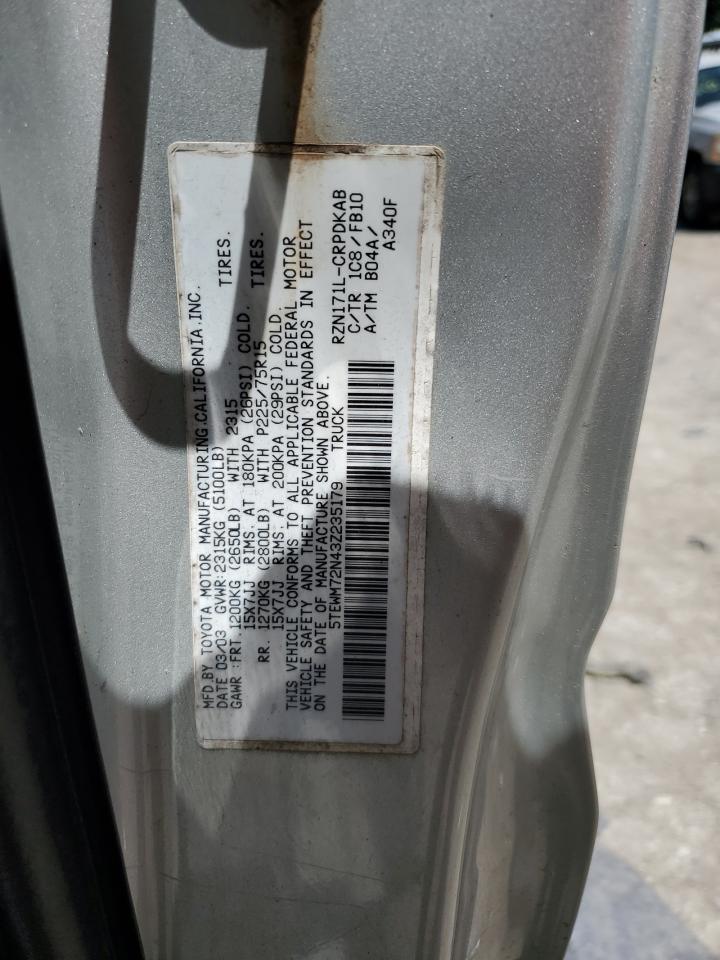 MFD.BY TOYOTA MOTOR MANUFACTURING.CALIFORNIA.INC.
DATE 03/03 GVWR:2315KG (5100LB)
GAWR:FRT.1200KG (2650LB) WITH 2315 TIRES.
15X7JJ RIMS. AT 180KPA (26PSI) COLD.
RR. 1270KG (2800LB) WITH P225/75R15 TIRES.
15X7JJ RIMS. AT 200KPA (29PSI) COLD.
THIS VEHICLE CONFORMS TO ALL APPLICABLE FEDERAL MOTOR
VEHICLE SAFETY AND THEFT PREVENTION STANDARDS IN EFFECT
ON THE DATE OF MANUFACTURE SHOWN ABOVE.
5TEWM72N43Z235179 TRUCK
RZN171L-CRPDKAB
C/TR 1C8/FB10
A/TM B04A/
A340F